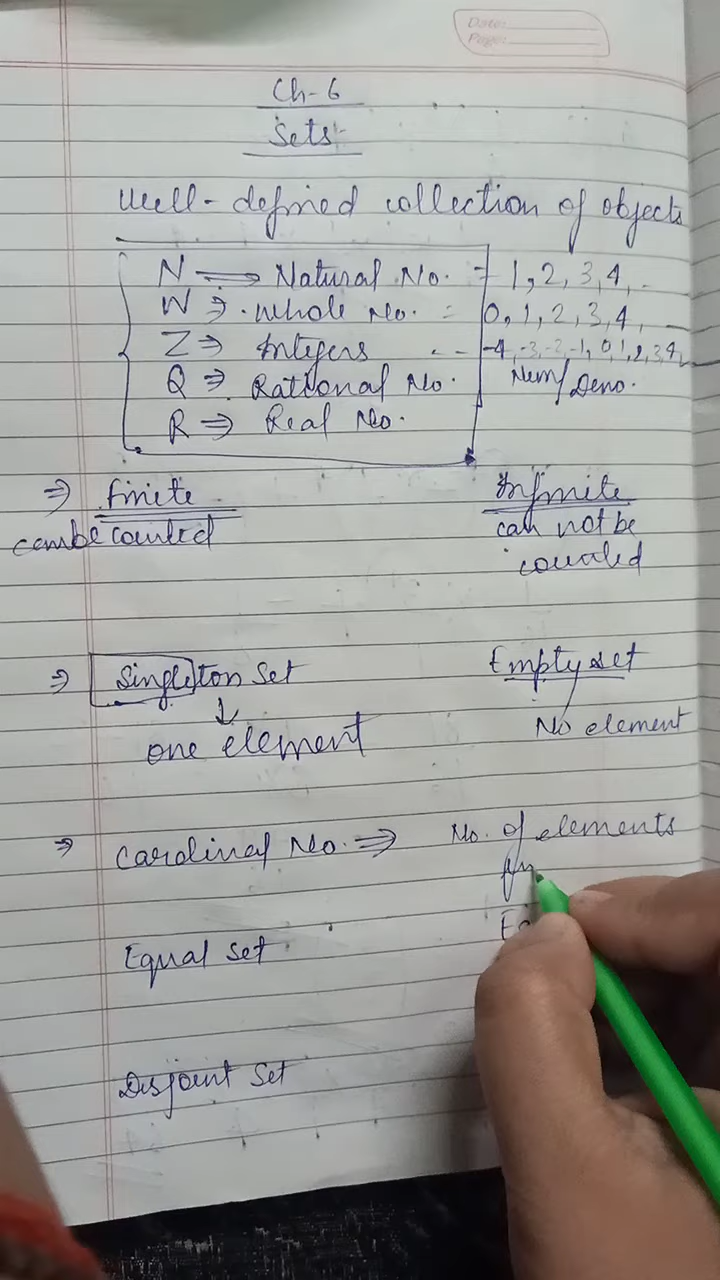 Date:
Page:
Ch-6
Sets
Well-defined collection of objects
N ⟹ Natural No. = 1, 2, 3, 4, ..
W ⇒ Whole No. = 0, 1, 2, 3, 4,
Z ⇒ Integers .. -4, -3, -2, -1, 0, 1, 2, 3, 4,
Q ⇒ Rational No. Num/Deno.
R ⇒ Real No.
⇒ finite Infinite
can be counted can not be
counted
⇒ Singleton Set Empty set
↓
one element No element
⇒ Cardinal No. ⇒ No. of elements
Equal Set
Disjoint Set